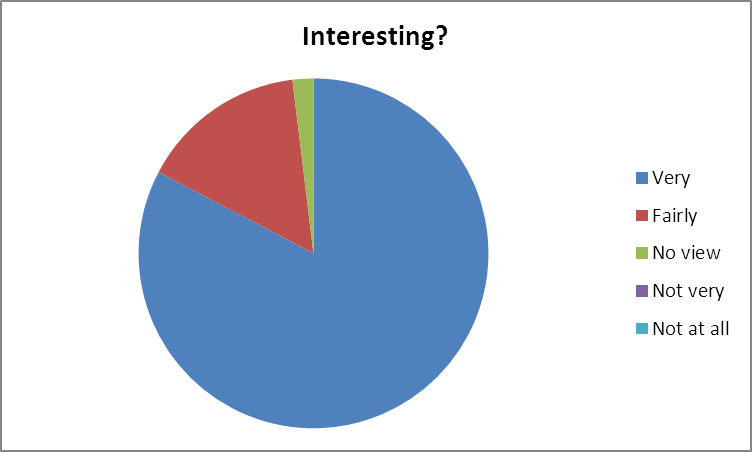 Interesting?
Very
Fairly
No view
Not very
Not at all